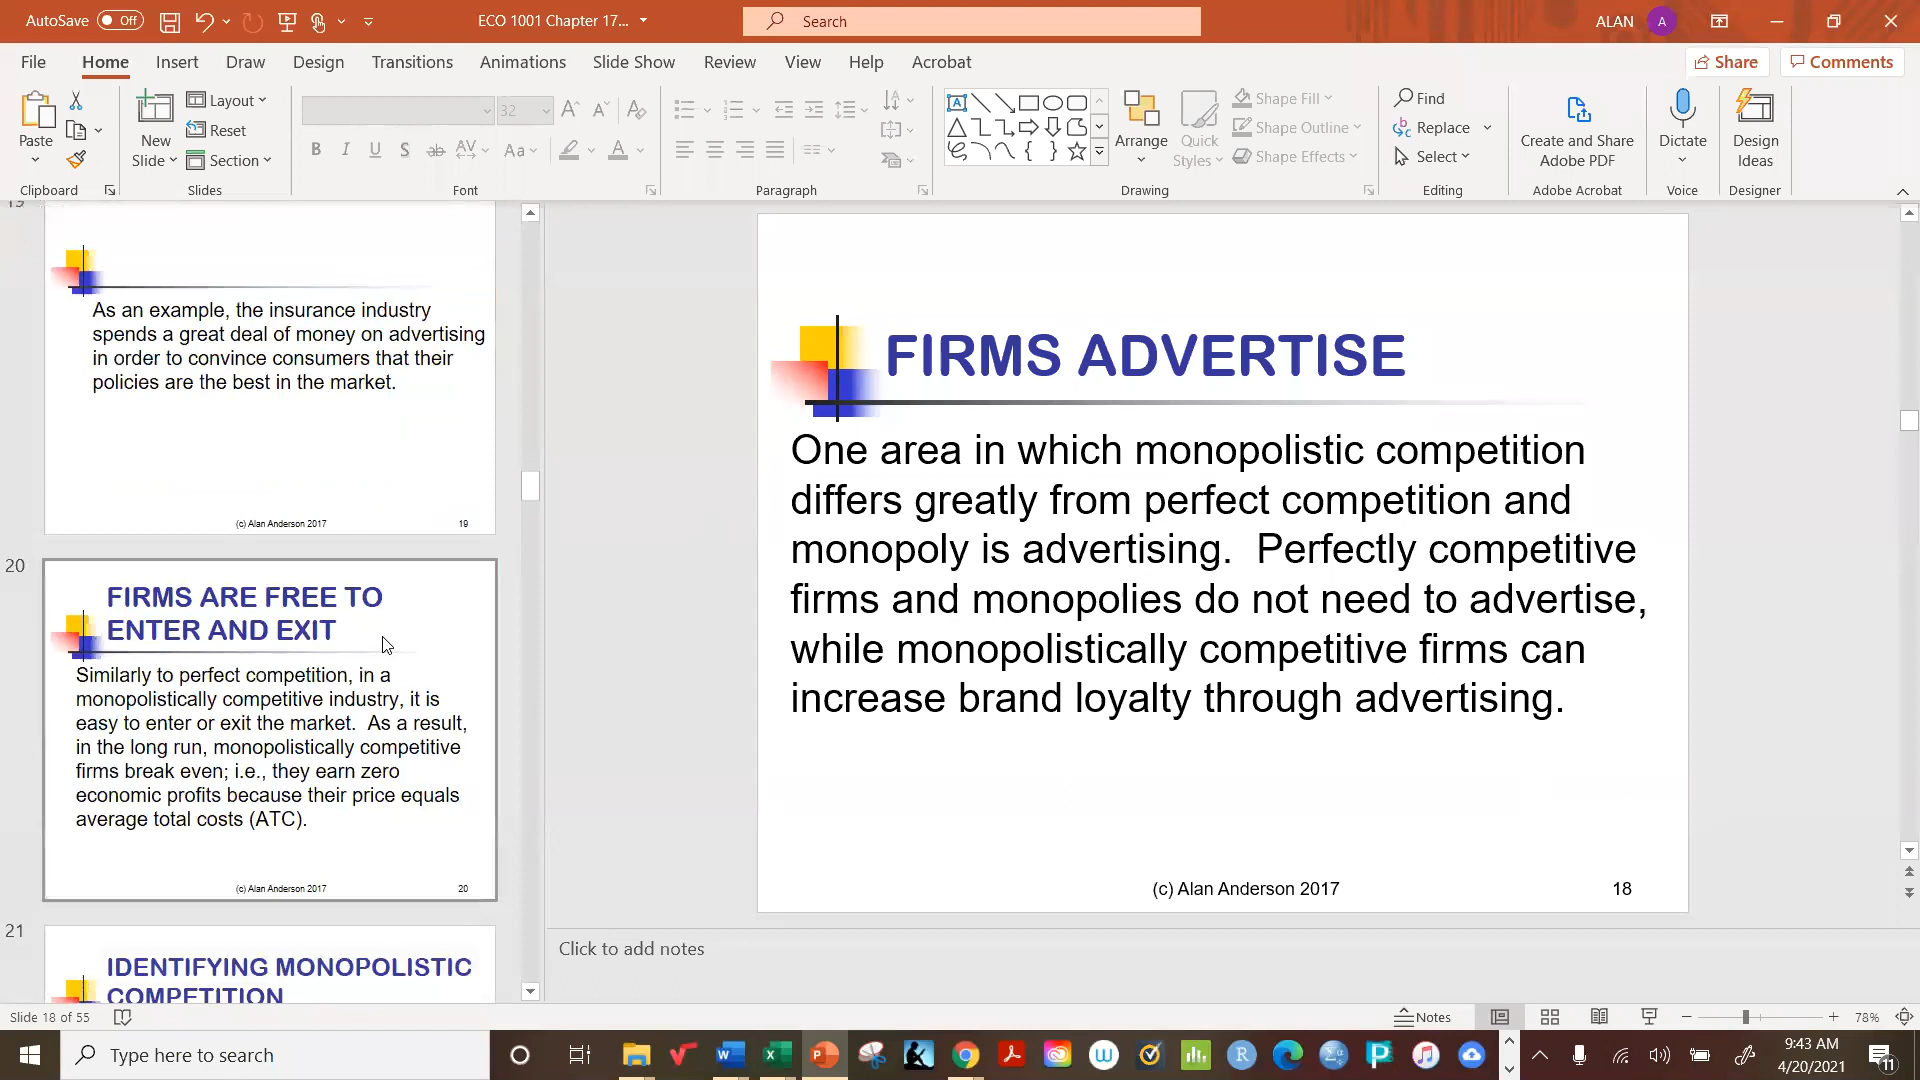 AutoSave Off ECO 1001 Chapter 17... Search ALAN A
File Home Insert Draw Design Transitions Animations Slide Show Review View Help Acrobat Share Comments
Paste
New
Slide
Layout
Reset
Section
32
B I U S ab AV Aa
A
Arrange
Quick
Styles
Shape Fill
Shape Outline
Shape Effects
Find
Replace
Select
Create and Share
Adobe PDF
Dictate
Design
Ideas
Clipboard Slides Font Paragraph Drawing Editing Adobe Acrobat Voice Designer
19
As an example, the insurance industry
spends a great deal of money on advertising
in order to convince consumers that their
policies are the best in the market.
(c) Alan Anderson 2017 19
20
FIRMS ARE FREE TO
ENTER AND EXIT
Similarly to perfect competition, in a
monopolistically competitive industry, it is
easy to enter or exit the market. As a result,
in the long run, monopolistically competitive
firms break even; i.e., they earn zero
economic profits because their price equals
average total costs (ATC).
(c) Alan Anderson 2017 20
21
IDENTIFYING MONOPOLISTIC
COMPETITION
FIRMS ADVERTISE
One area in which monopolistic competition
differs greatly from perfect competition and
monopoly is advertising. Perfectly competitive
firms and monopolies do not need to advertise,
while monopolistically competitive firms can
increase brand loyalty through advertising.
(c) Alan Anderson 2017 18
Click to add notes
Slide 18 of 55 Notes 78%
Type here to search
9:43 AM
4/20/2021
11